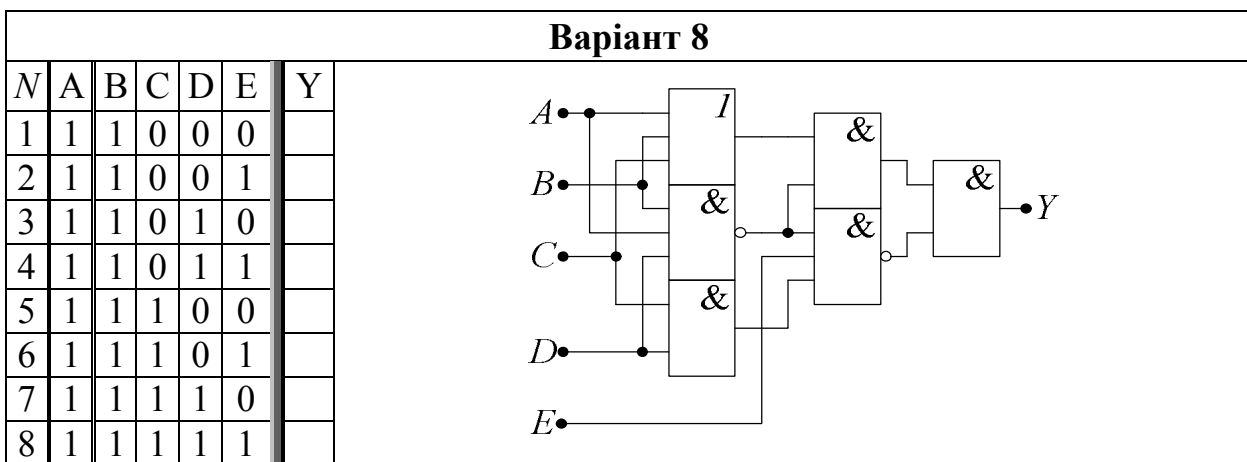 Варіант 8
N A B C D E Y
1 1 1 0 0 0
2 1 1 0 0 1
3 1 1 0 1 0
4 1 1 0 1 1
5 1 1 1 0 0
6 1 1 1 0 1
7 1 1 1 1 0
8 1 1 1 1 1
A 1 &
B & & Y
C &
&
D
E